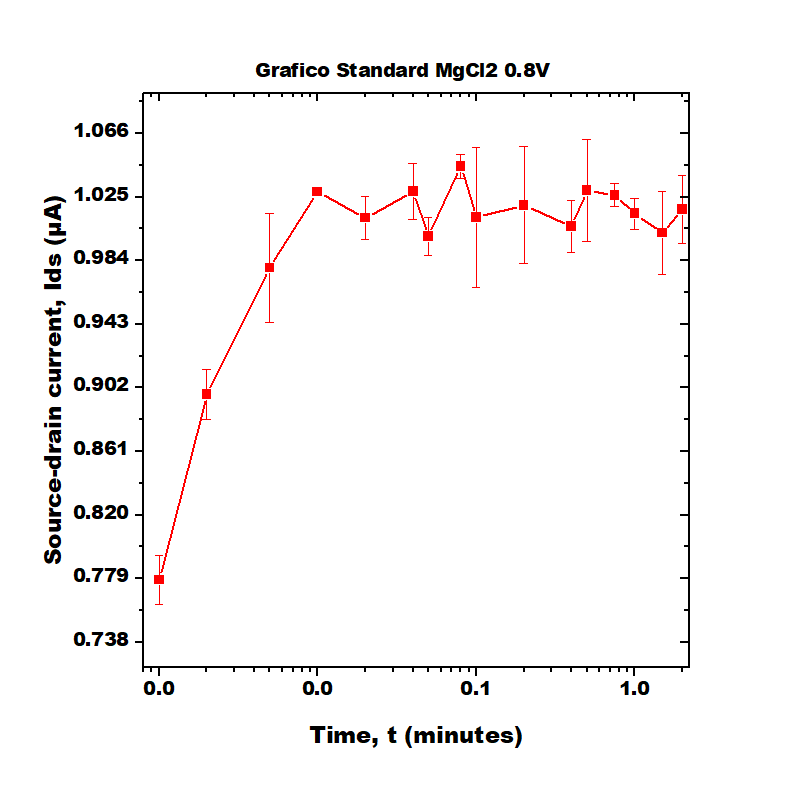 Grafico Standard MgCl2 0.8V
1.066
1.025
0.984
0.943
0.902
0.861
0.820
0.779
0.738
Source-drain current, Ids (µA)
0.0 0.0 0.1 1.0
Time, t (minutes)